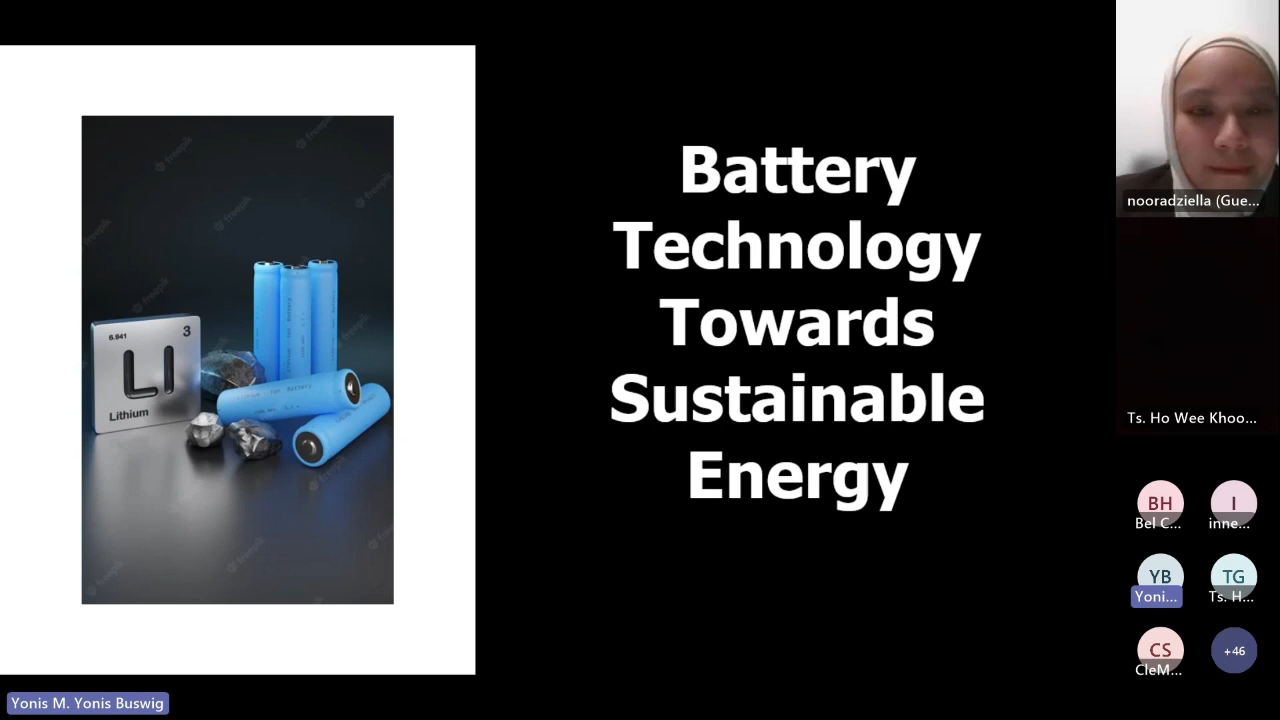 Battery
Technology
Towards
Sustainable
Energy
6.941
3
LI
Lithium
freepik
nooradziella (Gue...
Ts. Ho Wee Khoo...
BH
Bel C...
I
inne...
YB
Yoni...
TG
Ts. H...
CS
CleM...
+46
Yonis M. Yonis Buswig